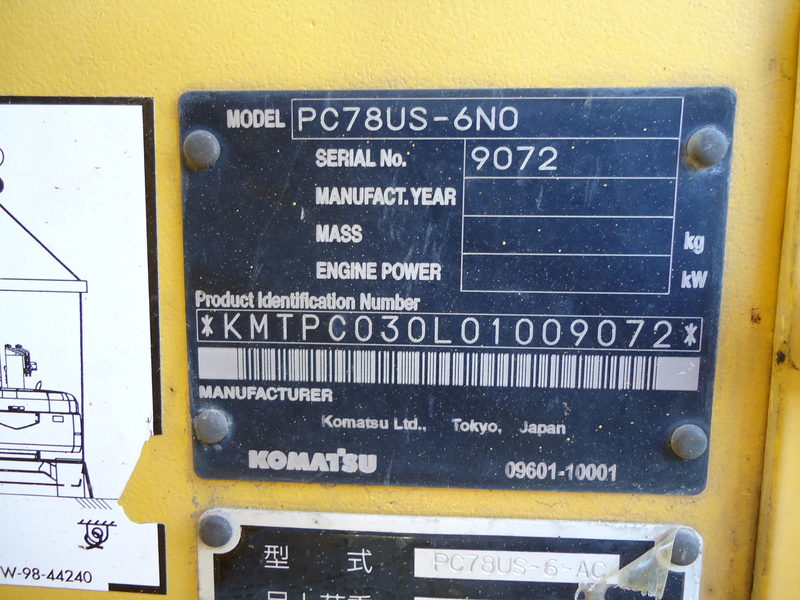 MODEL PC78US-6N0
SERIAL No. 9072
MANUFACT. YEAR
MASS kg
ENGINE POWER kW
Product Identification Number
*KMTPC030L01009072*
MANUFACTURER
Komatsu Ltd., Tokyo, Japan
KOMATSU 09601-10001
W-98-44240
型 式 PC78US-6-AC